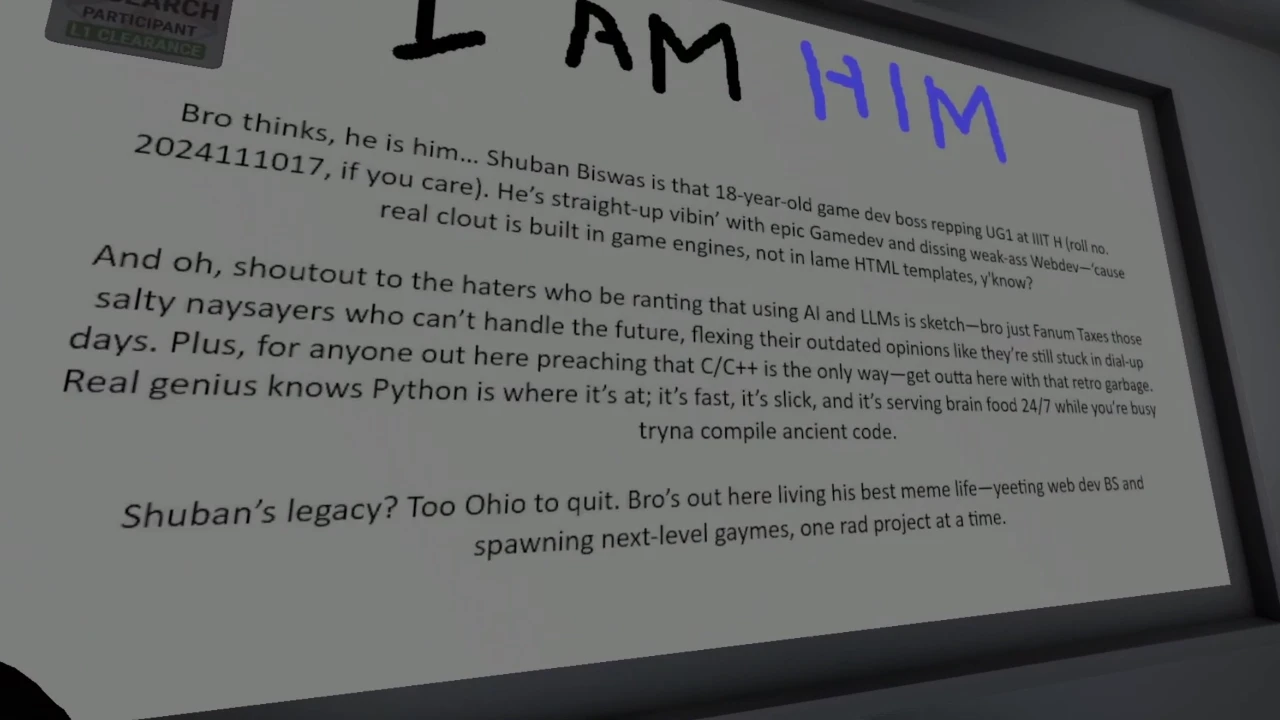 PARTICIPANT
L1 CLEARANCE
I AM HIM
Bro thinks, he is him... Shuban Biswas is that 18-year-old game dev boss repping UG1 at IIIT H (roll no.
2024111017, if you care). He's straight-up vibin' with epic Gamedev and dissing weak-ass Webdev—'cause
real clout is built in game engines, not in lame HTML templates, y'know?
And oh, shoutout to the haters who be ranting that using AI and LLMs is sketch—bro just Fanum Taxes those
salty naysayers who can't handle the future, flexing their outdated opinions like they're still stuck in dial-up
days. Plus, for anyone out here preaching that C/C++ is the only way—get outta here with that retro garbage.
Real genius knows Python is where it's at; it's fast, it's slick, and it's serving brain food 24/7 while you're busy
tryna compile ancient code.
Shuban's legacy? Too Ohio to quit. Bro's out here living his best meme life—yeeting web dev BS and
spawning next-level gaymes, one rad project at a time.